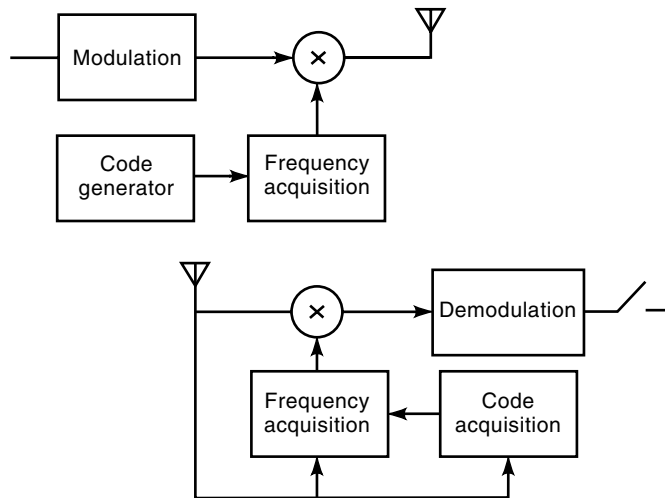 Modulation
Code
generator
Frequency
acquisition
Demodulation
Frequency
acquisition
Code
acquisition